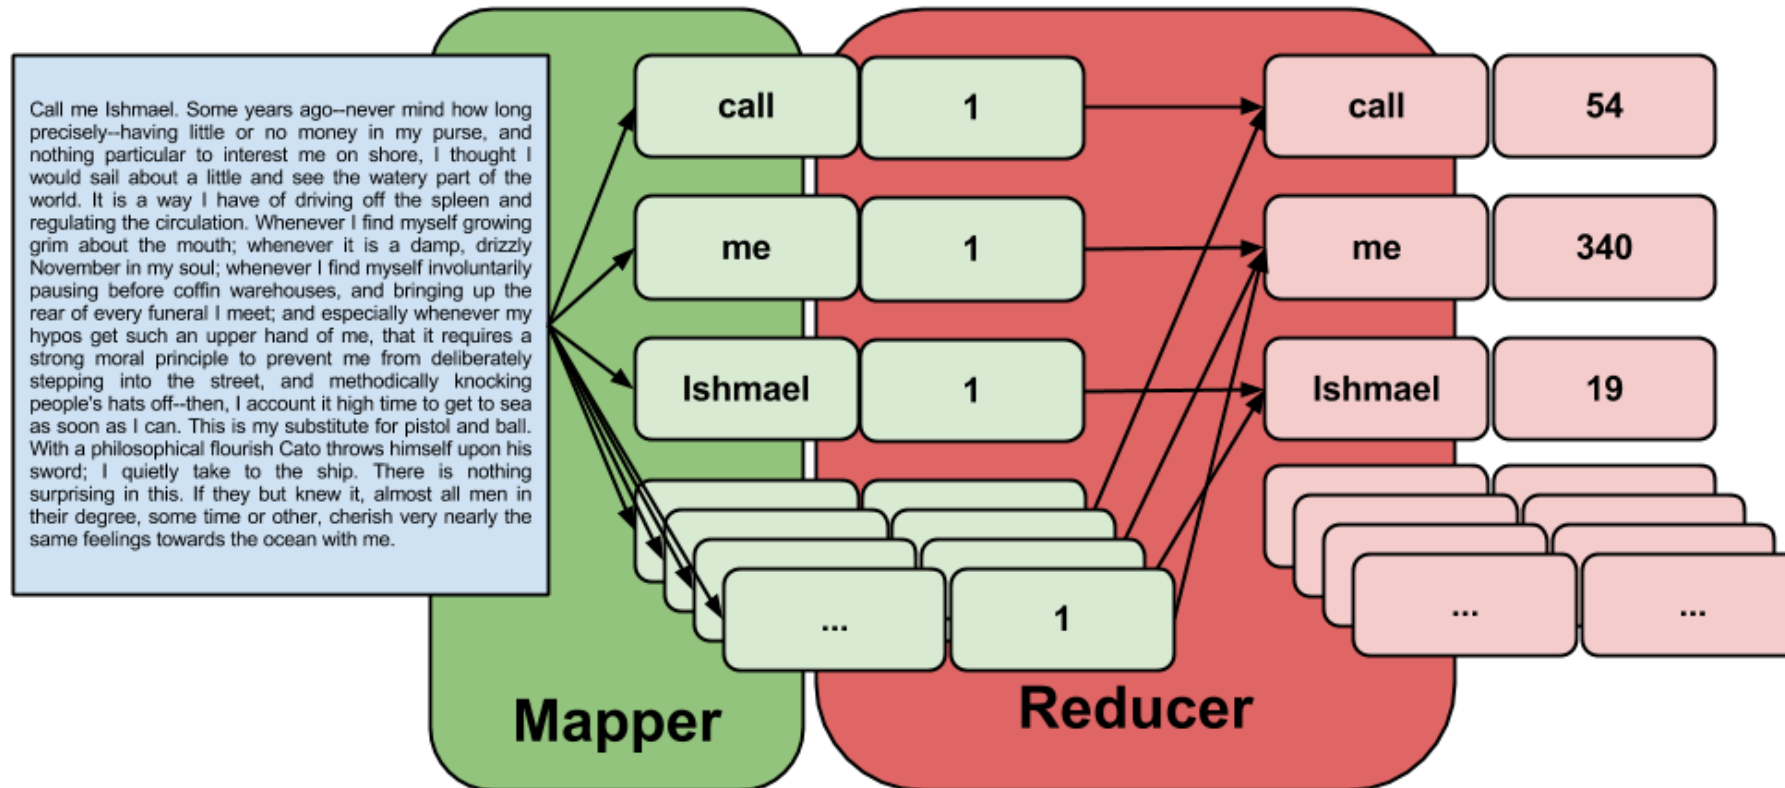 Call me Ishmael. Some years ago--never mind how long
precisely--having little or no money in my purse, and
nothing particular to interest me on shore, I thought I
would sail about a little and see the watery part of the
world. It is a way I have of driving off the spleen and
regulating the circulation. Whenever I find myself growing
grim about the mouth; whenever it is a damp, drizzly
November in my soul; whenever I find myself involuntarily
pausing before coffin warehouses, and bringing up the
rear of every funeral I meet; and especially whenever my
hypos get such an upper hand of me, that it requires a
strong moral principle to prevent me from deliberately
stepping into the street, and methodically knocking
people's hats off--then, I account it high time to get to sea
as soon as I can. This is my substitute for pistol and ball.
With a philosophical flourish Cato throws himself upon his
sword; I quietly take to the ship. There is nothing
surprising in this. If they but knew it, almost all men in
their degree, some time or other, cherish very nearly the
same feelings towards the ocean with me.
call 1 call 54
me 1 me 340
Ishmael 1 Ishmael 19
... 1 ... ...
Mapper Reducer